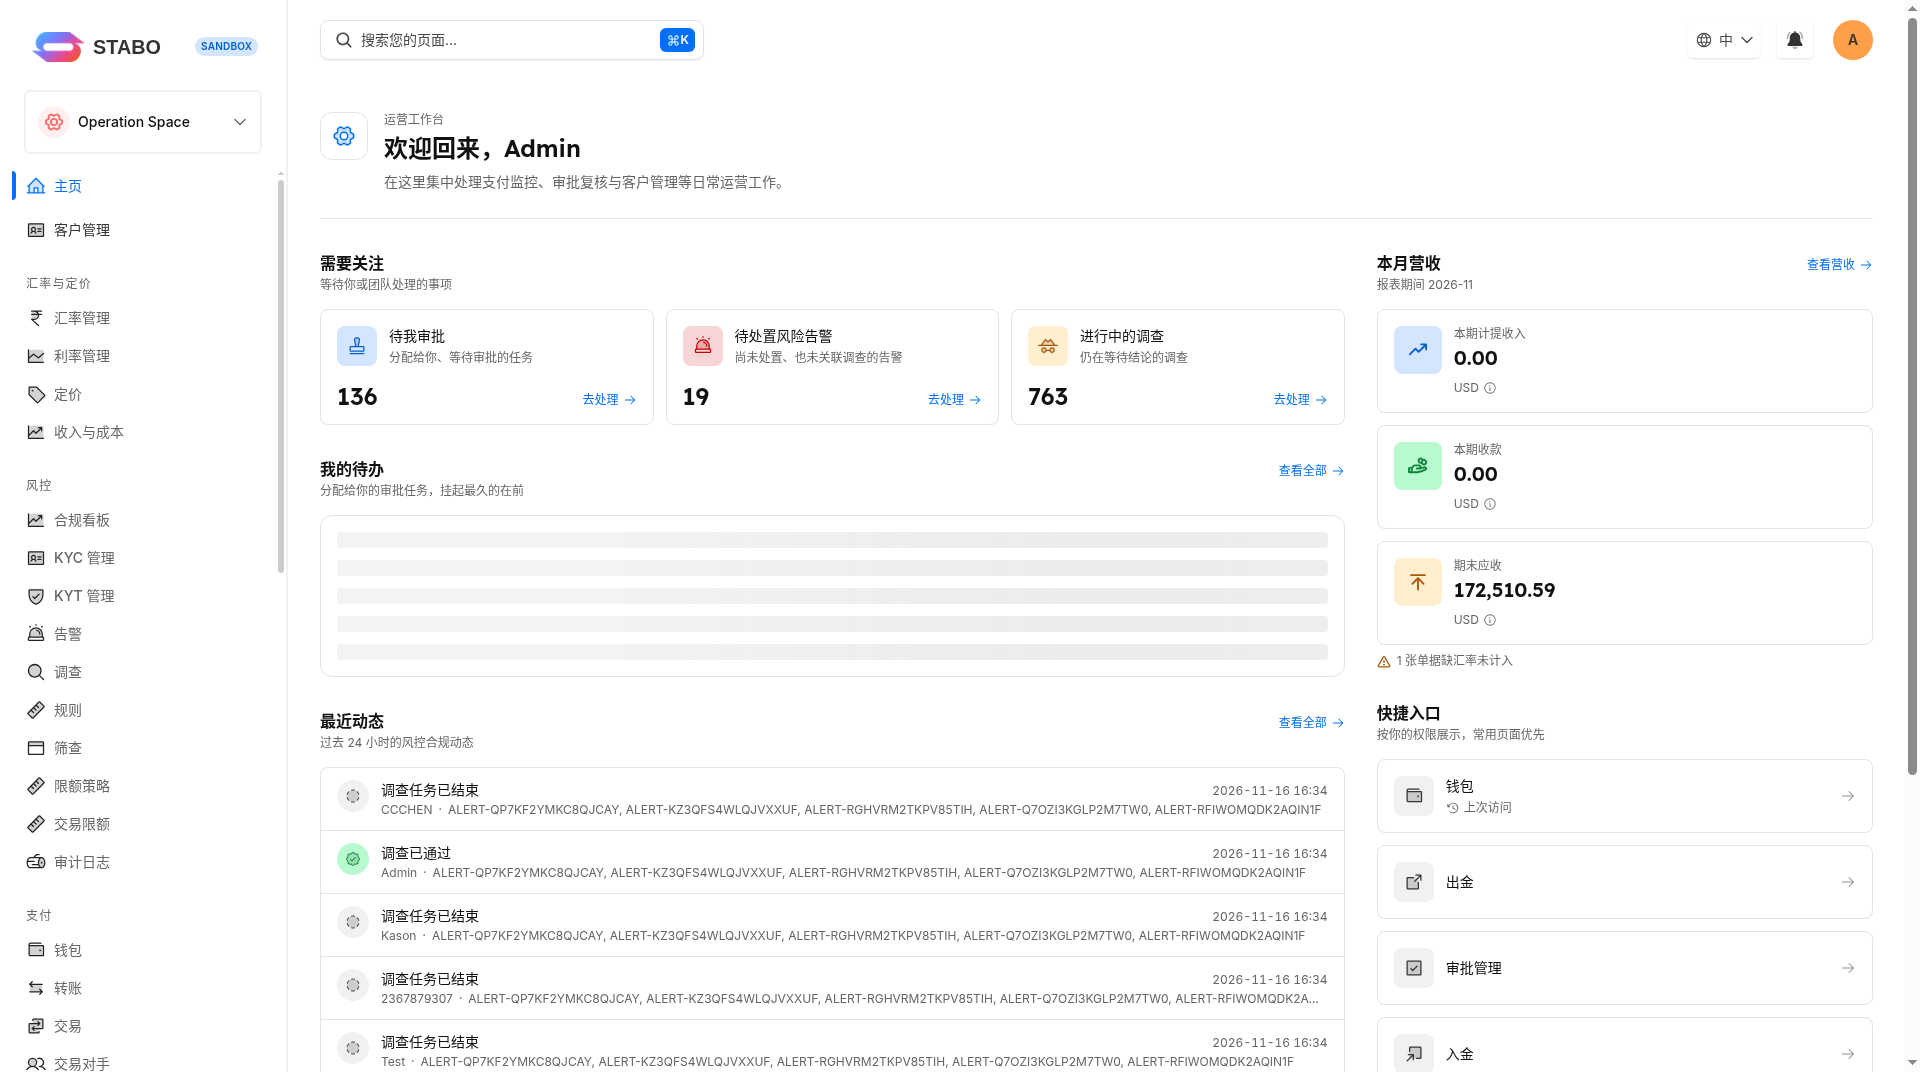 STABO
SANDBOX
Operation Space
主页
客户管理
汇率与定价
汇率管理
利率管理
定价
收入与成本
风控
合规看板
KYC 管理
KYT 管理
告警
调查
规则
筛查
限额策略
交易限额
审计日志
支付
钱包
转账
交易
交易对手
搜索您的页面...
⌘K
中
A
运营工作台
欢迎回来，Admin
在这里集中处理支付监控、审批复核与客户管理等日常运营工作。
需要关注
等待你或团队处理的事项
待我审批
分配给你、等待审批的任务
136
去处理
待处置风险告警
尚未处置、也未关联调查的告警
19
去处理
进行中的调查
仍在等待结论的调查
763
去处理
我的待办
分配给你的审批任务，挂起最久的在前
查看全部
最近动态
过去 24 小时的风控合规动态
查看全部
调查任务已结束
2026-11-16 16:34
CCCHEN · ALERT-QP7KF2YMKC8QJCAY, ALERT-KZ3QFS4WLQJVXXUF, ALERT-RGHVRM2TKPV85TIH, ALERT-Q7OZI3KGLP2M7TW0, ALERT-RFIWOMQDK2AQIN1F
调查已通过
2026-11-16 16:34
Admin · ALERT-QP7KF2YMKC8QJCAY, ALERT-KZ3QFS4WLQJVXXUF, ALERT-RGHVRM2TKPV85TIH, ALERT-Q7OZI3KGLP2M7TW0, ALERT-RFIWOMQDK2AQIN1F
调查任务已结束
2026-11-16 16:34
Kason · ALERT-QP7KF2YMKC8QJCAY, ALERT-KZ3QFS4WLQJVXXUF, ALERT-RGHVRM2TKPV85TIH, ALERT-Q7OZI3KGLP2M7TW0, ALERT-RFIWOMQDK2AQIN1F
调查任务已结束
2026-11-16 16:34
2367879307 · ALERT-QP7KF2YMKC8QJCAY, ALERT-KZ3QFS4WLQJVXXUF, ALERT-RGHVRM2TKPV85TIH, ALERT-Q7OZI3KGLP2M7TW0, ALERT-RFIWOMQDK2A...
调查任务已结束
2026-11-16 16:34
Test · ALERT-QP7KF2YMKC8QJCAY, ALERT-KZ3QFS4WLQJVXXUF, ALERT-RGHVRM2TKPV85TIH, ALERT-Q7OZI3KGLP2M7TW0, ALERT-RFIWOMQDK2AQIN1F
本月营收
报表期间 2026-11
查看营收
本期计提收入
0.00
USD
本期收款
0.00
USD
期末应收
172,510.59
USD
1 张单据缺汇率未计入
快捷入口
按你的权限展示，常用页面优先
钱包
上次访问
出金
审批管理
入金